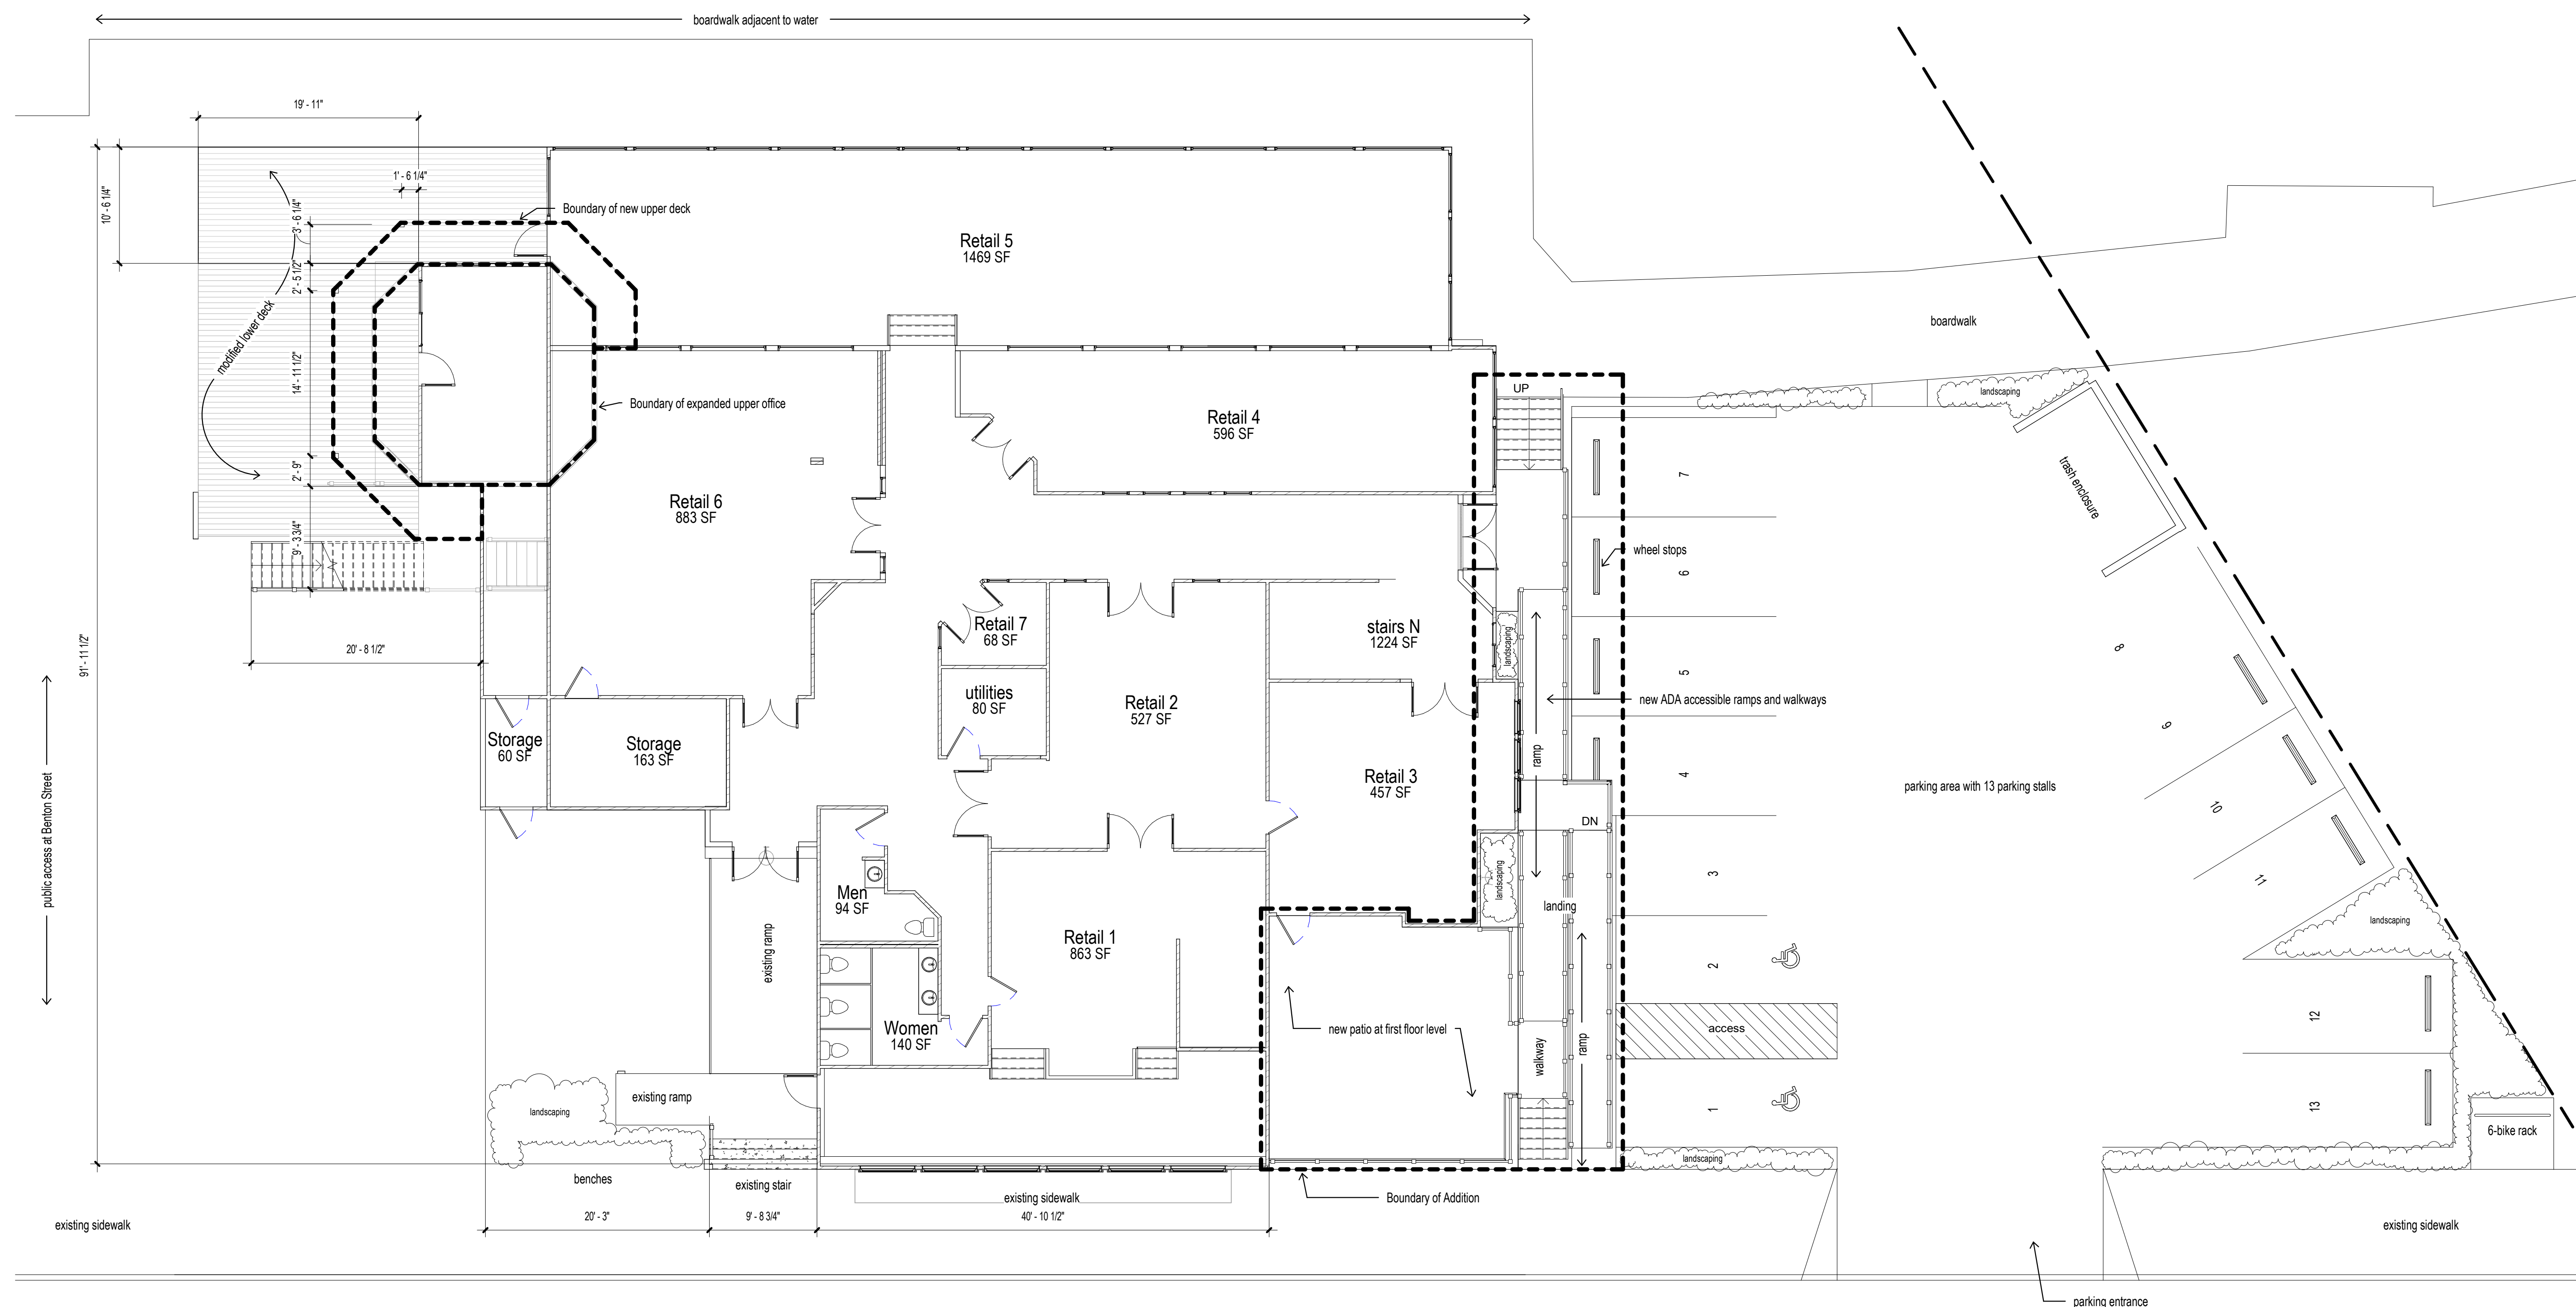 boardwalk adjacent to water
19' - 11"
10' - 6 1/4"
1' - 6 1/4"
3' - 6 1/4"
Boundary of new upper deck
2' - 5 1/2"
modified lower deck
14' - 11 1/2"
2' - 9"
9' - 3 3/4"
Boundary of expanded upper office
20' - 8 1/2"
91' - 11 1/2"
public access at Benton Street
Retail 5
1469 SF
Retail 4
596 SF
Retail 6
883 SF
Retail 7
68 SF
utilities
80 SF
Retail 2
527 SF
stairs N
1224 SF
Retail 3
457 SF
Storage
60 SF
Storage
163 SF
Men
94 SF
Women
140 SF
Retail 1
863 SF
existing ramp
existing ramp
landscaping
benches
existing stair
existing sidewalk
existing sidewalk
20' - 3"
9' - 8 3/4"
40' - 10 1/2"
new patio at first floor level
Boundary of Addition
UP
landscaping
ramp
new ADA accessible ramps and walkways
DN
landscaping
landing
ramp
walkway
wheel stops
boardwalk
landscaping
trash enclosure
7
6
5
4
3
2
access
1
landscaping
parking area with 13 parking stalls
8
9
10
11
landscaping
12
13
6-bike rack
existing sidewalk
parking entrance